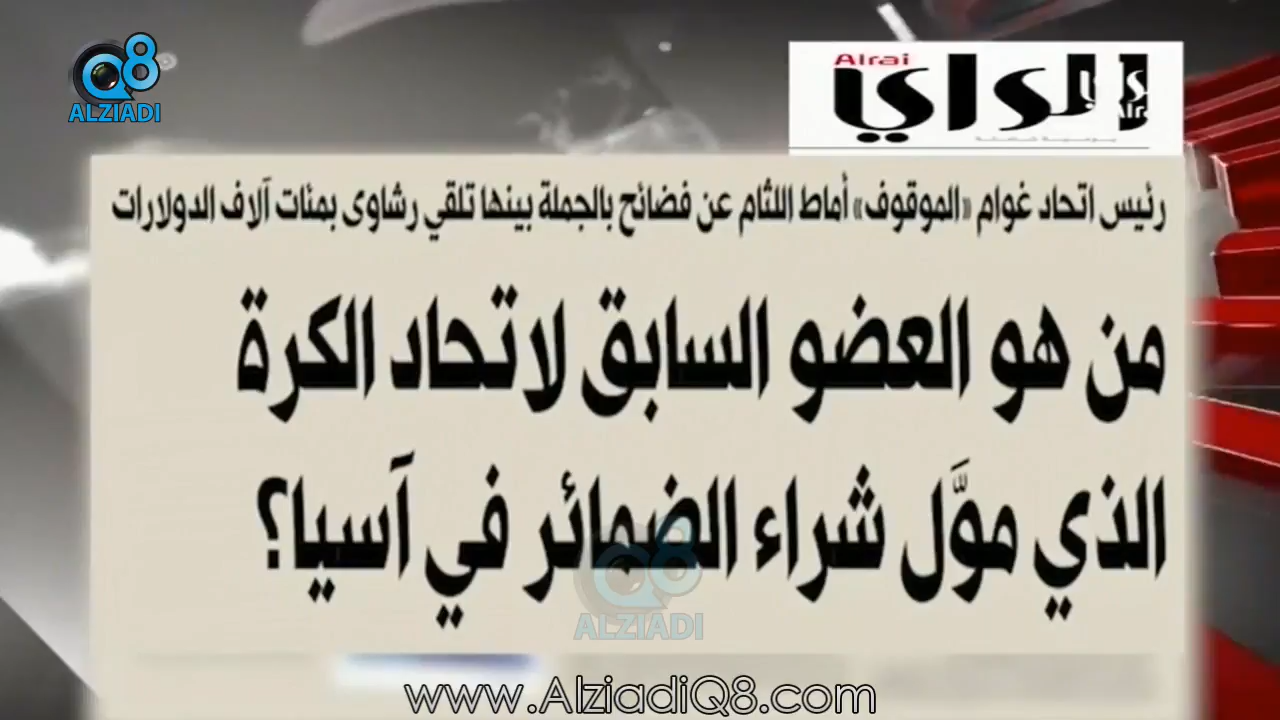 Q8
ALZIADI
Alrai
الراي
رئيس اتحاد غوام «الموقوف» أماط اللثام عن فضائح بالجملة بينها تلقي رشاوى بمئات آلاف الدولارات
من هو العضو السابق لاتحاد الكرة
الذي موَّل شراء الضمائر في آسيا؟
Q8
ALZIADI
www.AlziadiQ8.com